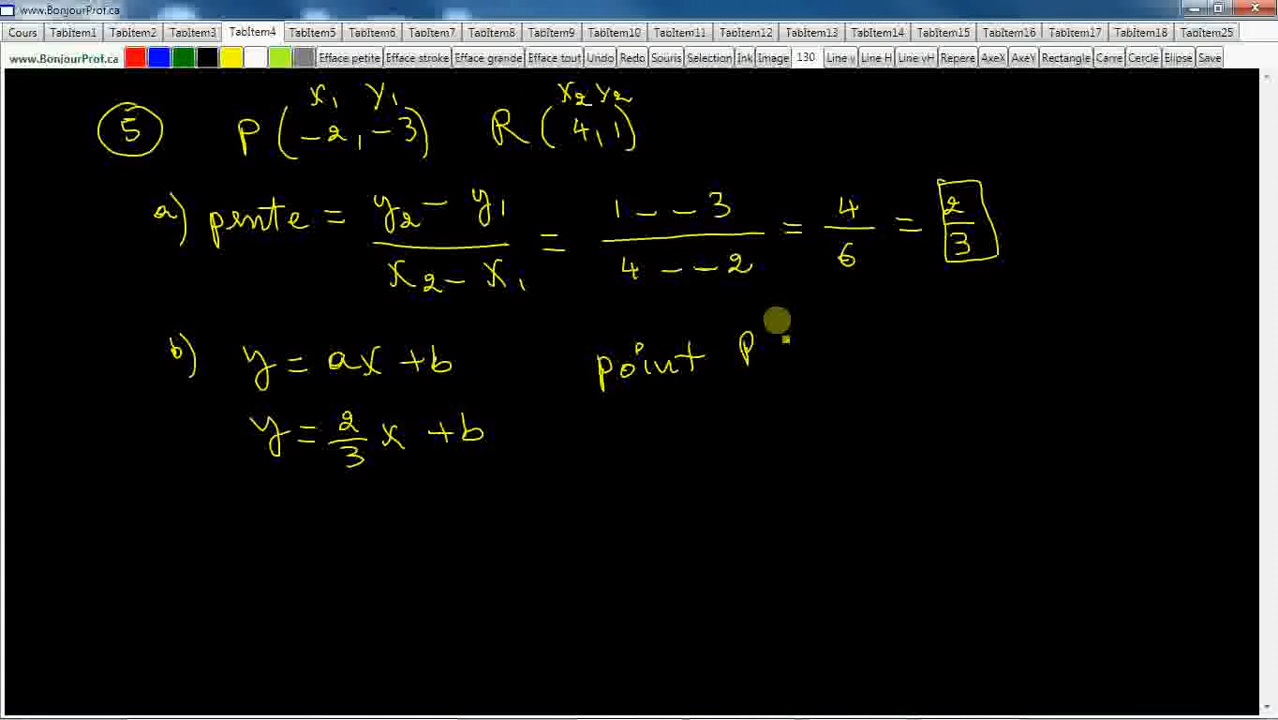 www.BonjourProf.ca
Cours TabItem1 TabItem2 TabItem3 TabItem4 TabItem5 TabItem6 TabItem7 TabItem8 TabItem9 TabItem10 TabItem11 TabItem12 TabItem13 TabItem14 TabItem15 TabItem16 TabItem17 TabItem18 TabItem25
www.BonjourProf.ca Efface petite Efface stroke Efface grande Efface tout Undo Redo Souris Selection Ink Image 130 Line v Line H Line vH Repere AxeX AxeY Rectangle Carre Cercle Elipse Save
x₁ y₁ x₂ y₂
5 P (-2, -3) R (4, 1)
a) pente = y₂ - y₁ / x₂ - x₁ = 1 - - 3 / 4 - - 2 = 4/6 = 2/3
b) y = ax + b point P
y = 2/3 x + b